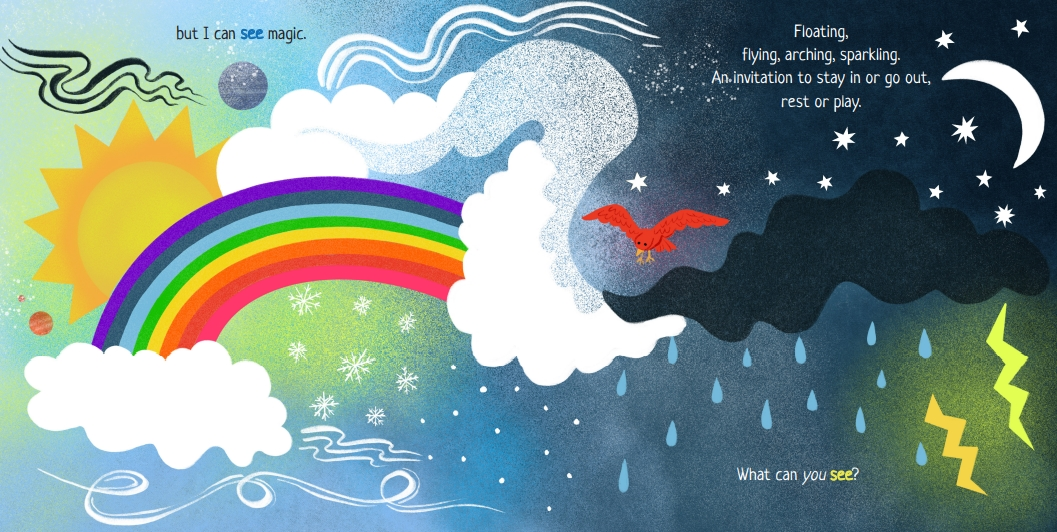 but I can see magic.
Floating,
flying, arching, sparkling.
An invitation to stay in or go out,
rest or play.
What can you see?